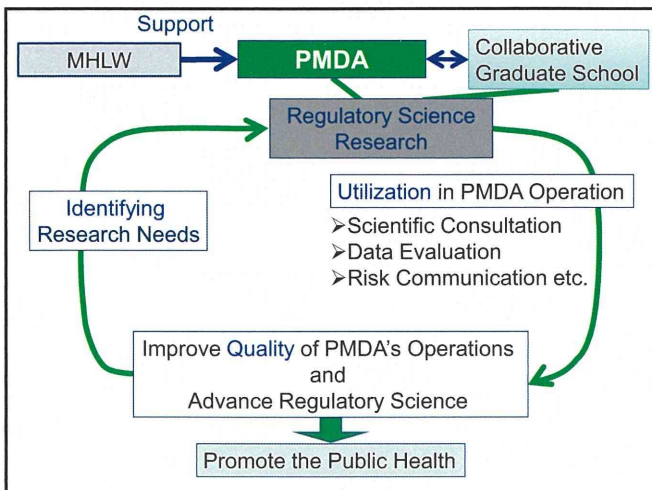 Support
MHLW
PMDA
Collaborative
Graduate School
Regulatory Science
Research
Identifying
Research Needs
Utilization in PMDA Operation
➢Scientific Consultation
➢Data Evaluation
➢Risk Communication etc.
Improve Quality of PMDA's Operations
and
Advance Regulatory Science
Promote the Public Health